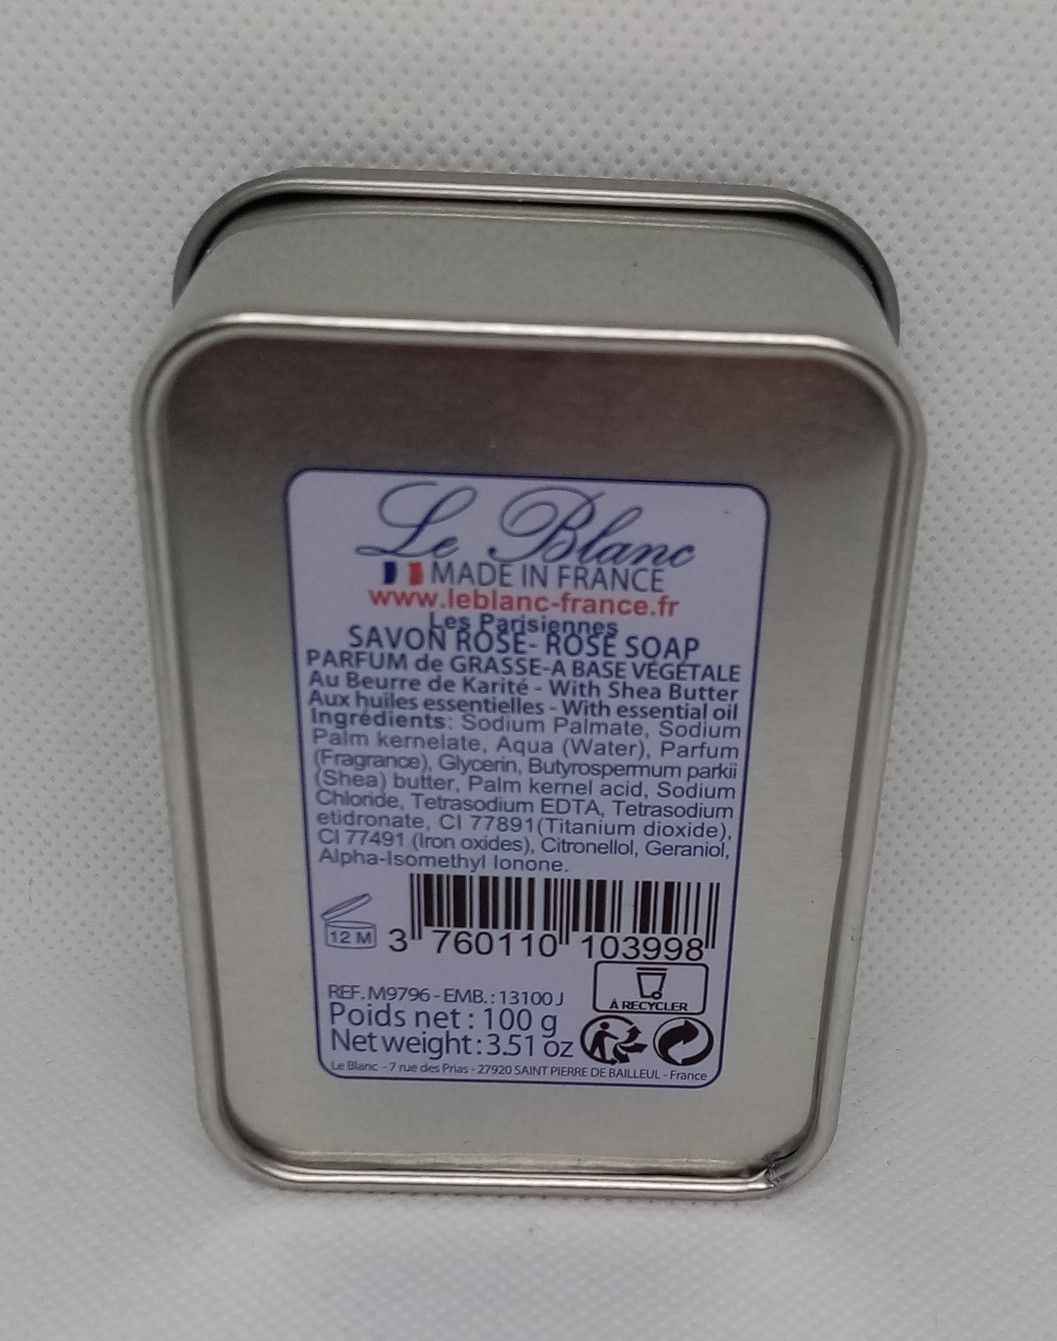 Le Blanc
MADE IN FRANCE
www.leblanc-france.fr
Les Parisiennes
SAVON ROSE- ROSE SOAP
PARFUM de GRASSE-A BASE VÉGÉTALE
Au Beurre de Karité - With Shea Butter
Aux huiles essentielles - With essential oil
Ingrédients: Sodium Palmate, Sodium
Palm kernelate, Aqua (Water), Parfum
(Fragrance), Glycerin, Butyrospermum parkii
(Shea) butter, Palm kernel acid, Sodium
Chloride, Tetrasodium EDTA, Tetrasodium
etidronate, CI 77891(Titanium dioxide),
CI 77491 (Iron oxides), Citronellol, Geraniol,
Alpha-Isomethyl Ionone.
12 M
3 760110 103998
À RECYCLER
REF. M9796 - EMB. : 13100 J
Poids net : 100 g
Net weight : 3.51 oz
Le Blanc - 7 rue des Prias - 27920 SAINT PIERRE DE BAILLEUL - France